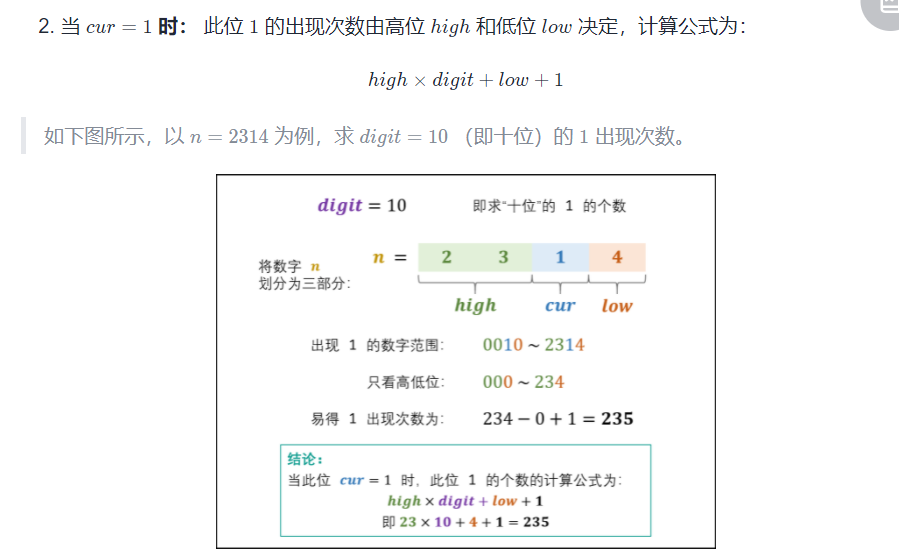 2. 当 cur = 1 时： 此位 1 的出现次数由高位 high 和低位 low 决定，计算公式为：
high × digit + low + 1
如下图所示，以 n = 2314 为例，求 digit = 10 （即十位）的 1 出现次数。
digit = 10 即求“十位”的 1 的个数
将数字 n
划分为三部分：
n = 2 3 1 4
high cur low
出现 1 的数字范围： 0010 ~ 2314
只看高低位： 000 ~ 234
易得 1 出现次数为： 234 − 0 + 1 = 235
结论：
当此位 cur = 1 时，此位 1 的个数的计算公式为：
high × digit + low + 1
即 23 × 10 + 4 + 1 = 235